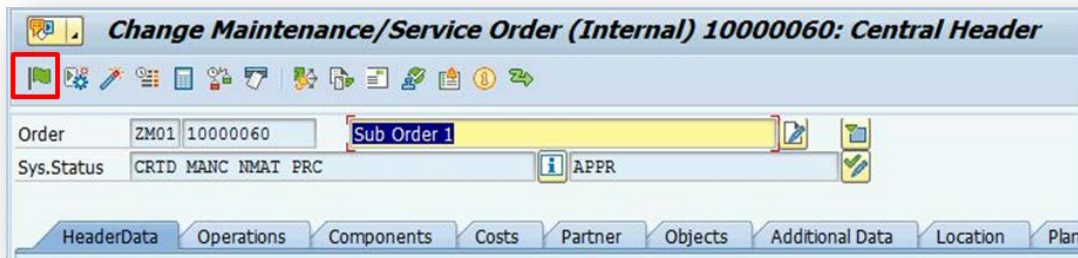 Change Maintenance/Service Order (Internal) 10000060: Central Header
Order ZM01 10000060 Sub Order 1
Sys.Status CRTD MANC NMAT PRC APPR
HeaderData Operations Components Costs Partner Objects Additional Data Location Plan